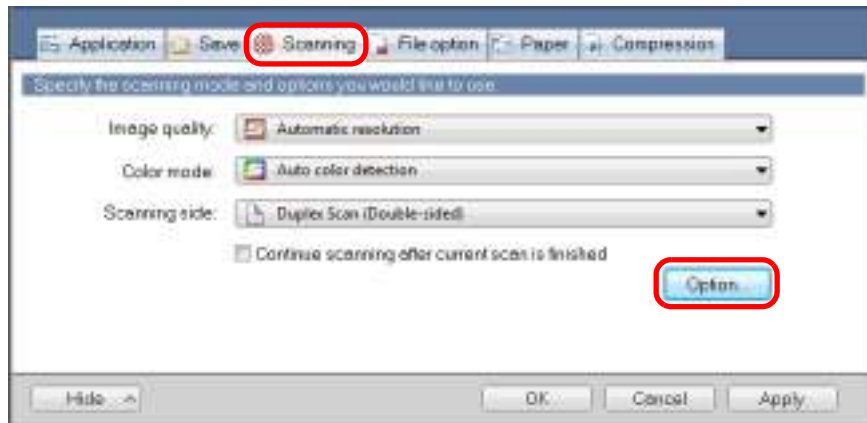 Application Save Scanning File option Paper Compression
Specify the scanning mode and options you would like to use.
Image quality: Automatic resolution
Color mode: Auto color detection
Scanning side: Duplex Scan (Double-sided)
Continue scanning after current scan is finished
Option...
Hide OK Cancel Apply